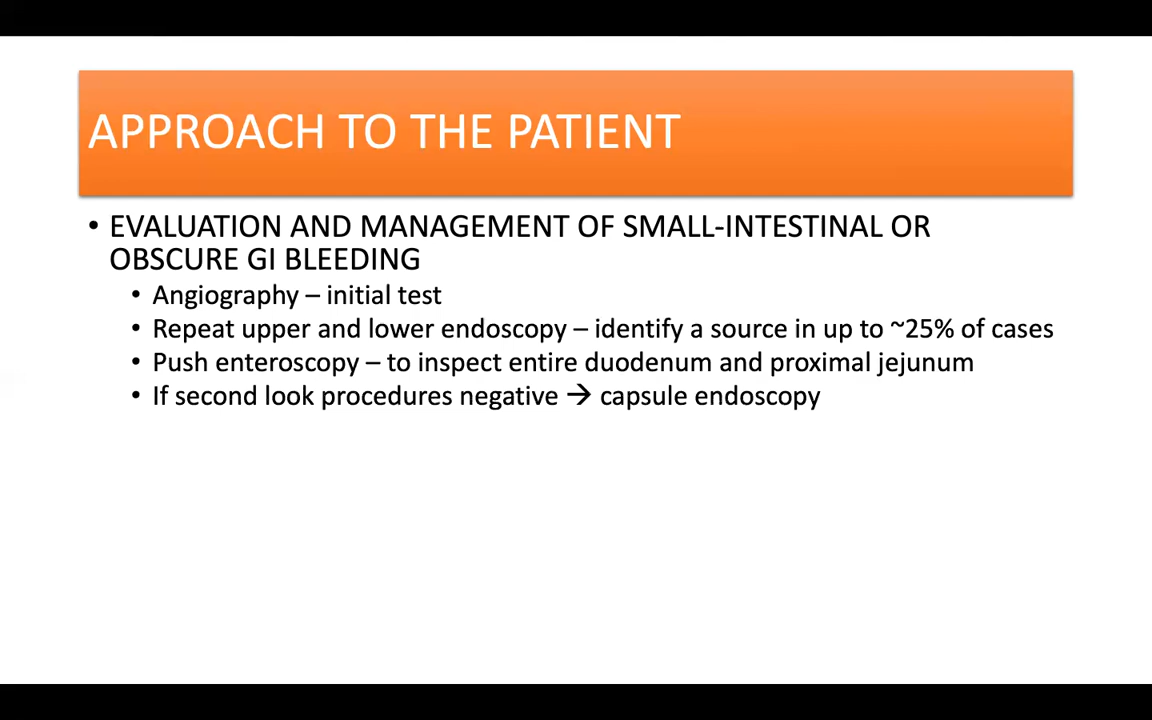 APPROACH TO THE PATIENT
• EVALUATION AND MANAGEMENT OF SMALL-INTESTINAL OR
OBSCURE GI BLEEDING
• Angiography – initial test
• Repeat upper and lower endoscopy – identify a source in up to ~25% of cases
• Push enteroscopy – to inspect entire duodenum and proximal jejunum
• If second look procedures negative → capsule endoscopy